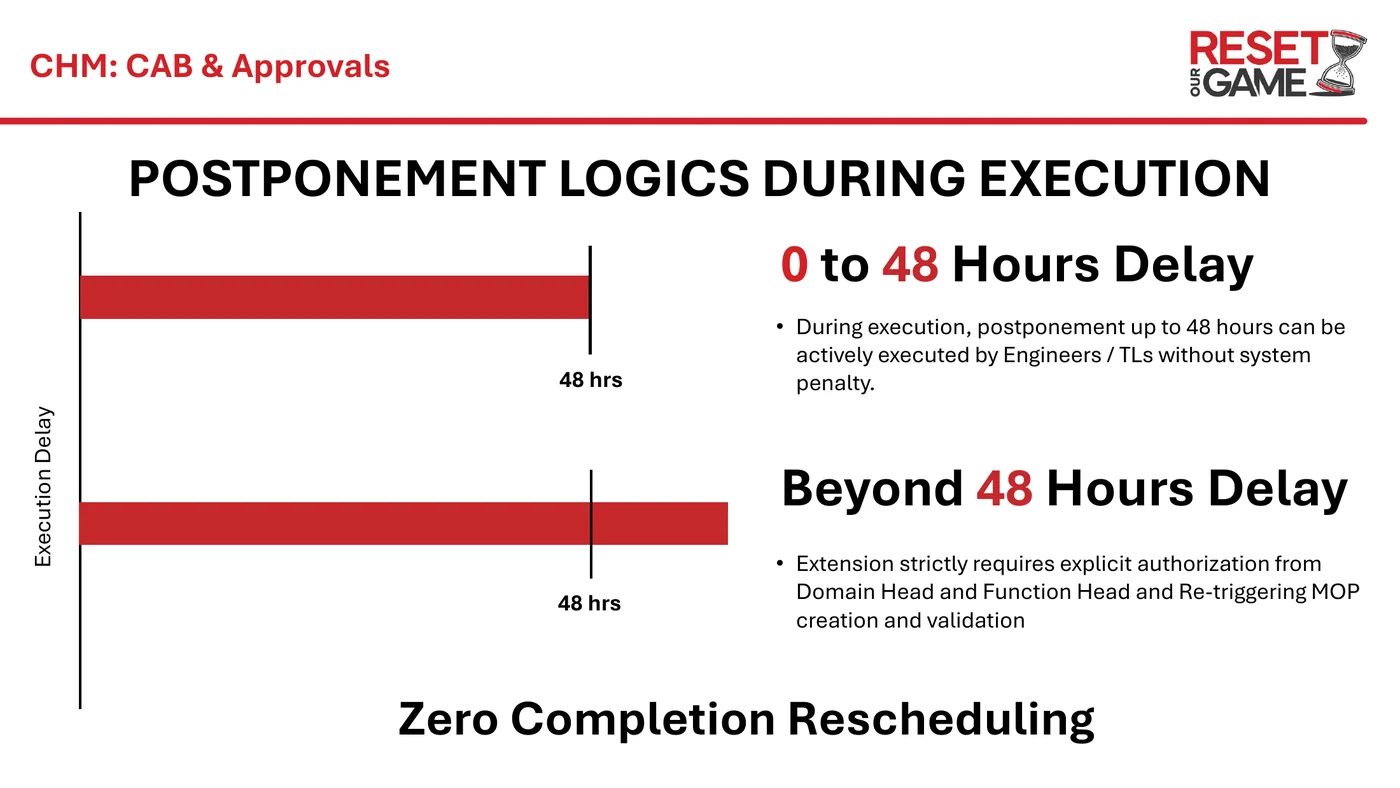 CHM: CAB & Approvals
RESET
OUR
GAME
POSTPONEMENT LOGICS DURING EXECUTION
Execution Delay
48 hrs
0 to 48 Hours Delay
• During execution, postponement up to 48 hours can be
actively executed by Engineers / TLs without system
penalty.
48 hrs
Beyond 48 Hours Delay
• Extension strictly requires explicit authorization from
Domain Head and Function Head and Re-triggering MOP
creation and validation
Zero Completion Rescheduling